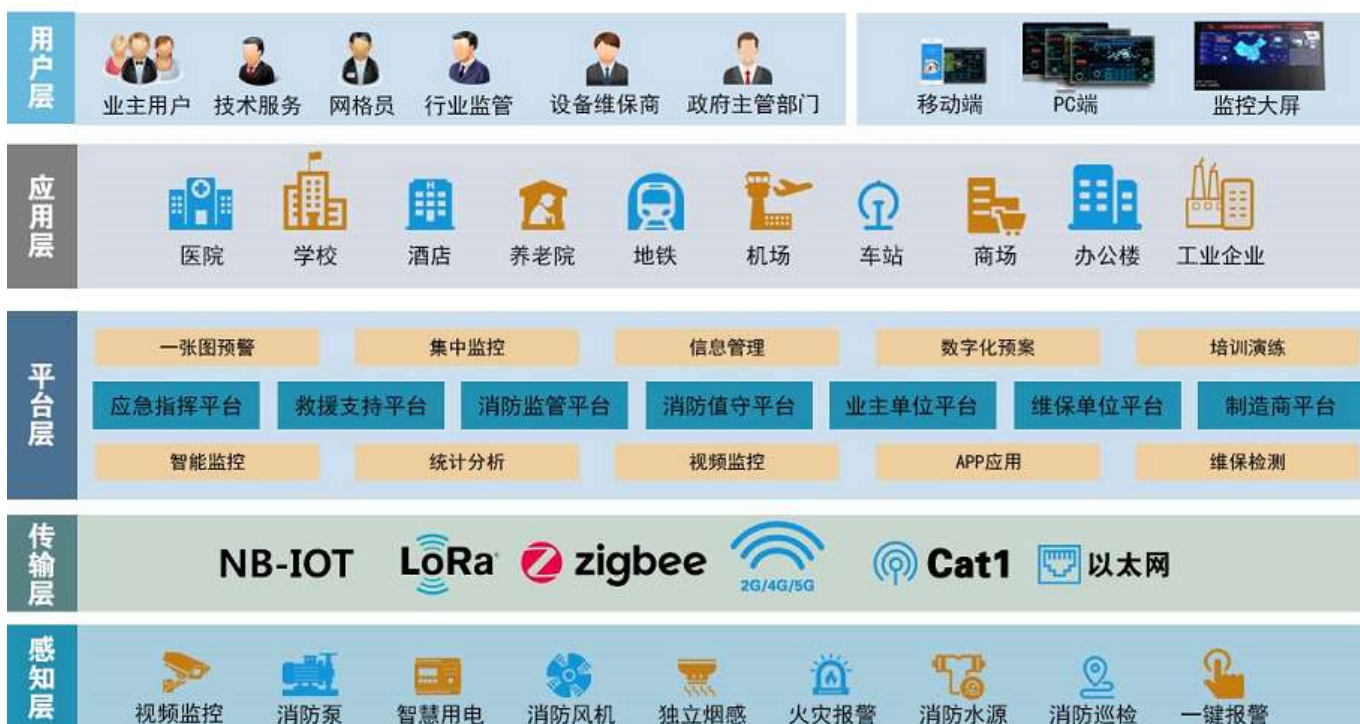 用户层
业主用户 技术服务 网格员 行业监管 设备维保商 政府主管部门 移动端 PC端 监控大屏
应用层
H
医院 学校 酒店 养老院 地铁 机场 车站 商场 办公楼 工业企业
平台层
一张图预警 集中监控 信息管理 数字化预案 培训演练
应急指挥平台 救援支持平台 消防监管平台 消防值守平台 业主单位平台 维保单位平台 制造商平台
智能监控 统计分析 视频监控 APP应用 维保检测
传输层
NB-IOT LoRa zigbee 2G/4G/5G Cat1 以太网
感知层
视频监控 消防泵 智慧用电 消防风机 独立烟感 火灾报警 消防水源 消防巡检 一键报警